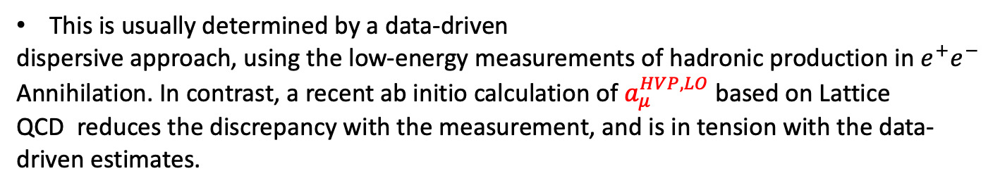 • This is usually determined by a data-driven
dispersive approach, using the low-energy measurements of hadronic production in e⁺e⁻
Annihilation. In contrast, a recent ab initio calculation of a_μ^{HVP,LO} based on Lattice
QCD reduces the discrepancy with the measurement, and is in tension with the data-
driven estimates.